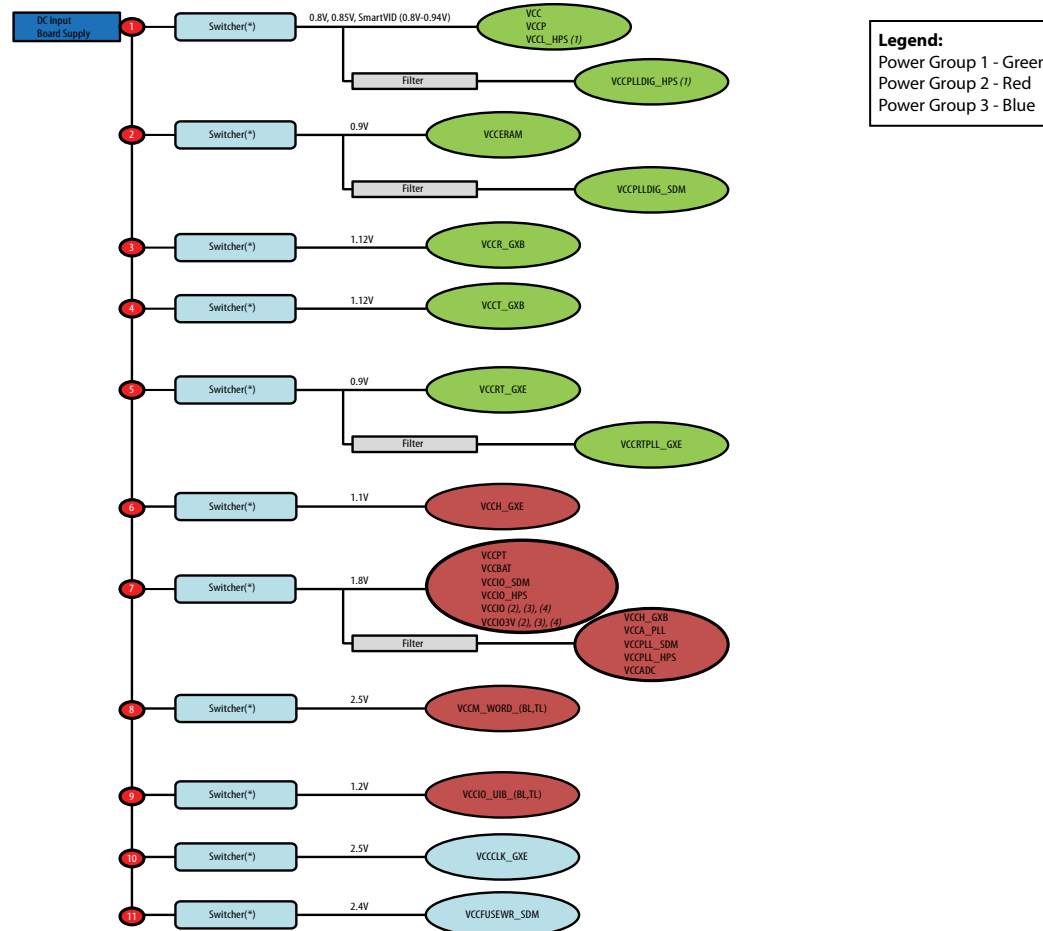 DC Input
Board Supply
1
Switcher(*)
0.8V, 0.85V, SmartVID (0.8V-0.94V)
VCC
VCCP
VCCL_HPS (1)
Filter
VCCPLLDIG_HPS (1)
2
Switcher(*)
0.9V
VCCERAM
Filter
VCCPLLDIG_SDM
3
Switcher(*)
1.12V
VCCR_GXB
4
Switcher(*)
1.12V
VCCT_GXB
5
Switcher(*)
0.9V
VCCRT_GXE
Filter
VCCRTPLL_GXE
6
Switcher(*)
1.1V
VCCH_GXE
7
Switcher(*)
1.8V
VCCPT
VCCBAT
VCCIO_SDM
VCCIO_HPS
VCCIO (2), (3), (4)
VCCIO3V (2), (3), (4)
Filter
VCCH_GXB
VCCA_PLL
VCCPLL_SDM
VCCPLL_HPS
VCCADC
8
Switcher(*)
2.5V
VCCM_WORD_(BL,TL)
9
Switcher(*)
1.2V
VCCIO_UIB_(BL,TL)
10
Switcher(*)
2.5V
VCCCLK_GXE
11
Switcher(*)
2.4V
VCCFUSEWR_SDM
Legend:
Power Group 1 - Green
Power Group 2 - Red
Power Group 3 - Blue